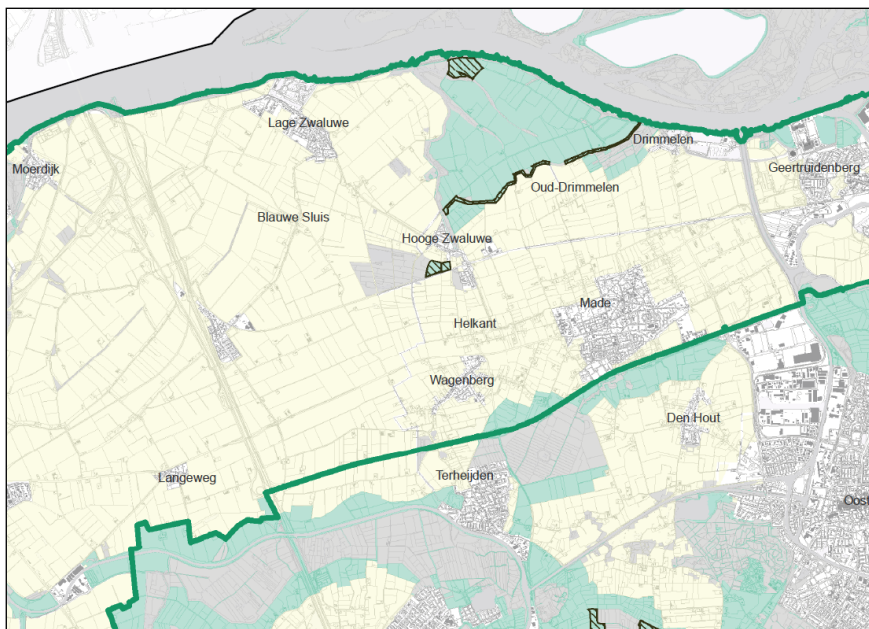 Lage Zwaluwe
Drimmelen
Moerdijk
Geertruidenberg
Oud-Drimmelen
Blauwe Sluis
Hooge Zwaluwe
Made
Helkant
Wagenberg
Den Hout
Langeweg
Terheijden
Oost